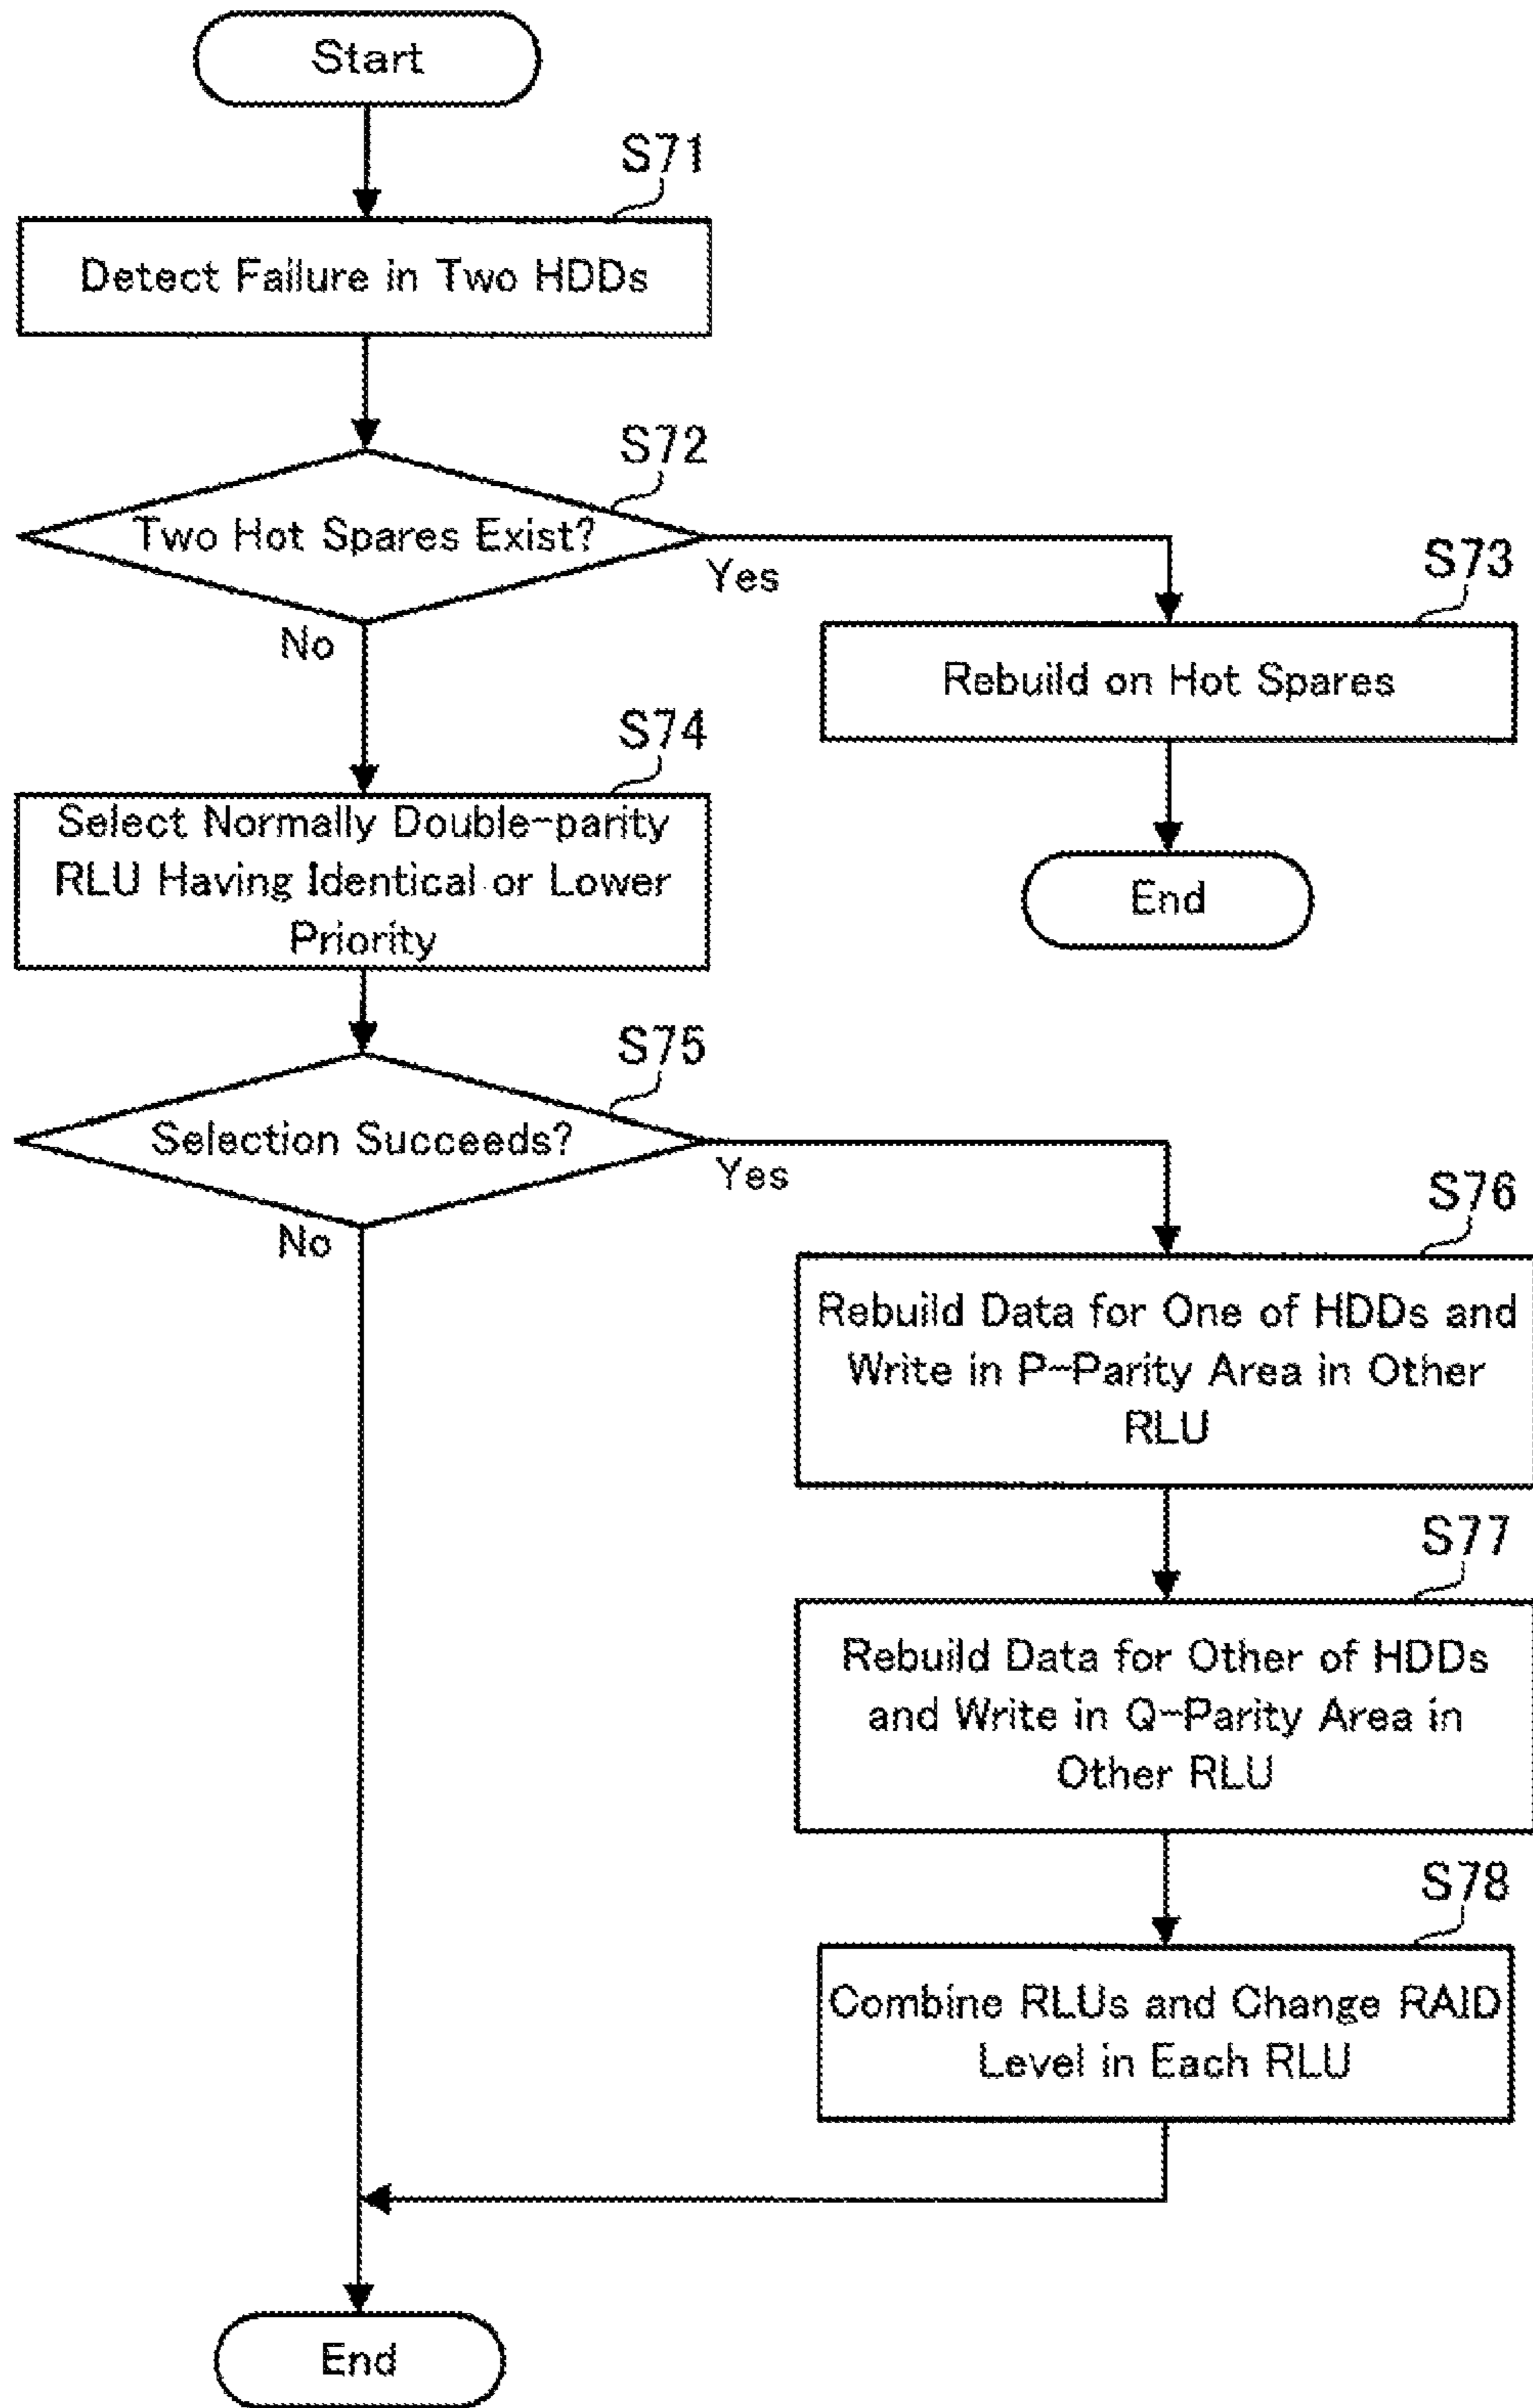 Start
S71
Detect Failure in Two HDDs
S72
Two Hot Spares Exist?
Yes
No
S73
Rebuild on Hot Spares
End
S74
Select Normally Double-parity
RLU Having Identical or Lower
Priority
S75
Selection Succeeds?
Yes
No
S76
Rebuild Data for One of HDDs and
Write in P-Parity Area in Other
RLU
S77
Rebuild Data for Other of HDDs
and Write in Q-Parity Area in
Other RLU
S78
Combine RLUs and Change RAID
Level in Each RLU
End